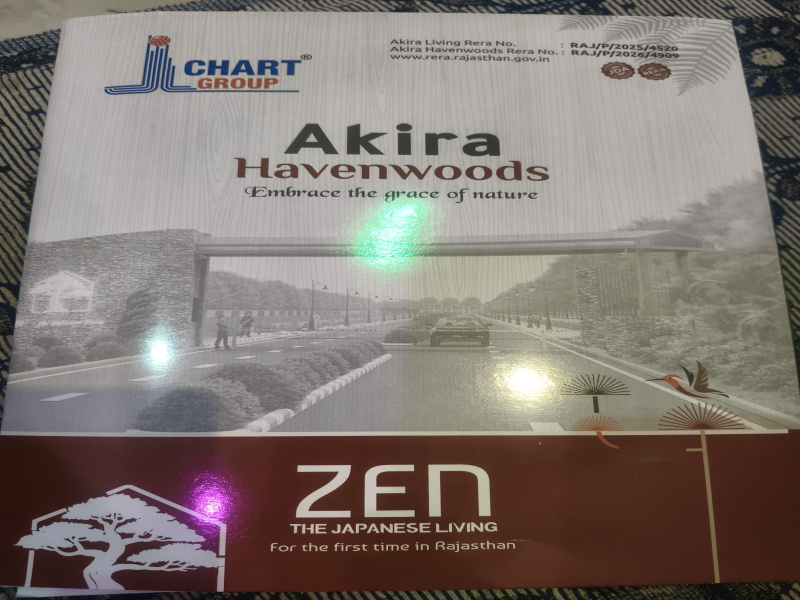 CHART®
GROUP
Akira Living Rera No. : RAJ/P/2025/4520
Akira Havenwoods Rera No. : RAJ/P/2026/4909
www.rera.rajasthan.gov.in
Akira
Havenwoods
Embrace the grace of nature
ZEN
THE JAPANESE LIVING
For the first time in Rajasthan